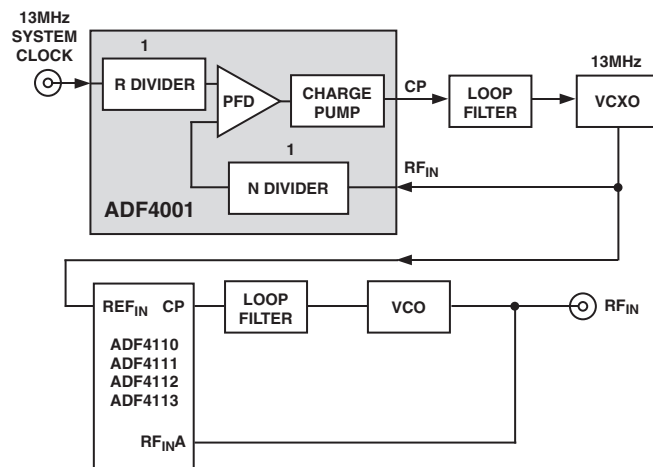 13MHz
SYSTEM
CLOCK
1
R DIVIDER
PFD
CHARGE
PUMP
CP
LOOP
FILTER
13MHz
VCXO
1
N DIVIDER
RFIN
ADF4001
REFIN CP
LOOP
FILTER
VCO
RFIN
ADF4110
ADF4111
ADF4112
ADF4113
RFINA